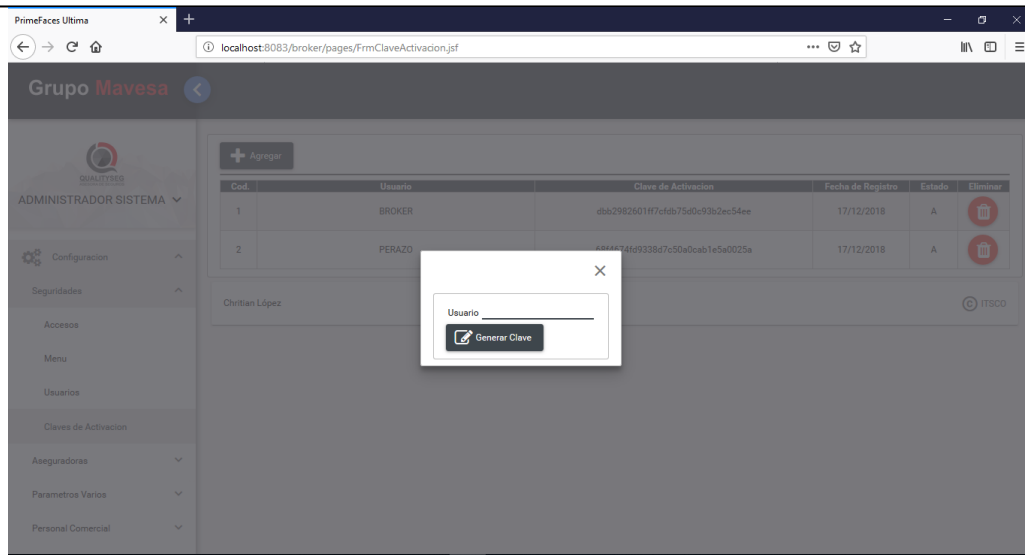 PrimeFaces Ultima
localhost:8083/broker/pages/FrmClaveActivacion.jsf
Grupo Mavesa
QUALITYSEG
ADMINISTRADOR SISTEMA
Configuracion
Seguridades
Accesos
Menu
Usuarios
Claves de Activacion
Aseguradoras
Parametros Varios
Personal Comercial
Agregar
Cod. Usuario Clave de Activacion Fecha de Registro Estado Eliminar
1 BROKER dbb2982601ff7cfdb75d0c93b2ec54ee 17/12/2018 A
2 PERAZO 17/12/2018 A
Usuario
Generar Clave
Chritian López
ITSCO